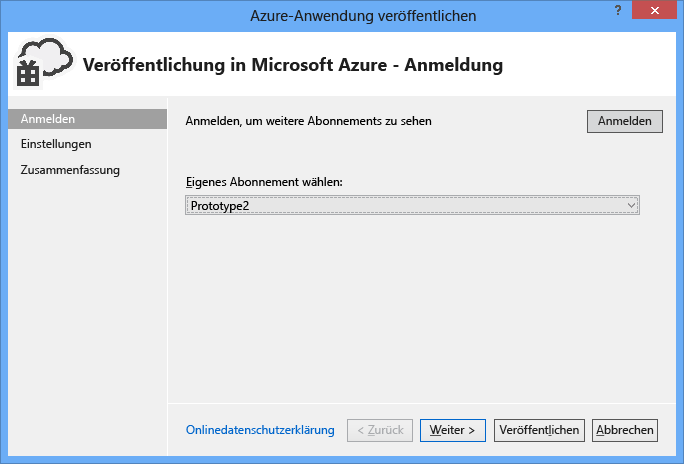 Azure-Anwendung veröffentlichen
?
Veröffentlichung in Microsoft Azure - Anmeldung
Anmelden
Einstellungen
Zusammenfassung
Anmelden, um weitere Abonnements zu sehen
Anmelden
Eigenes Abonnement wählen:
Prototype2
Onlinedatenschutzerklärung
< Zurück
Weiter >
Veröffentlichen
Abbrechen